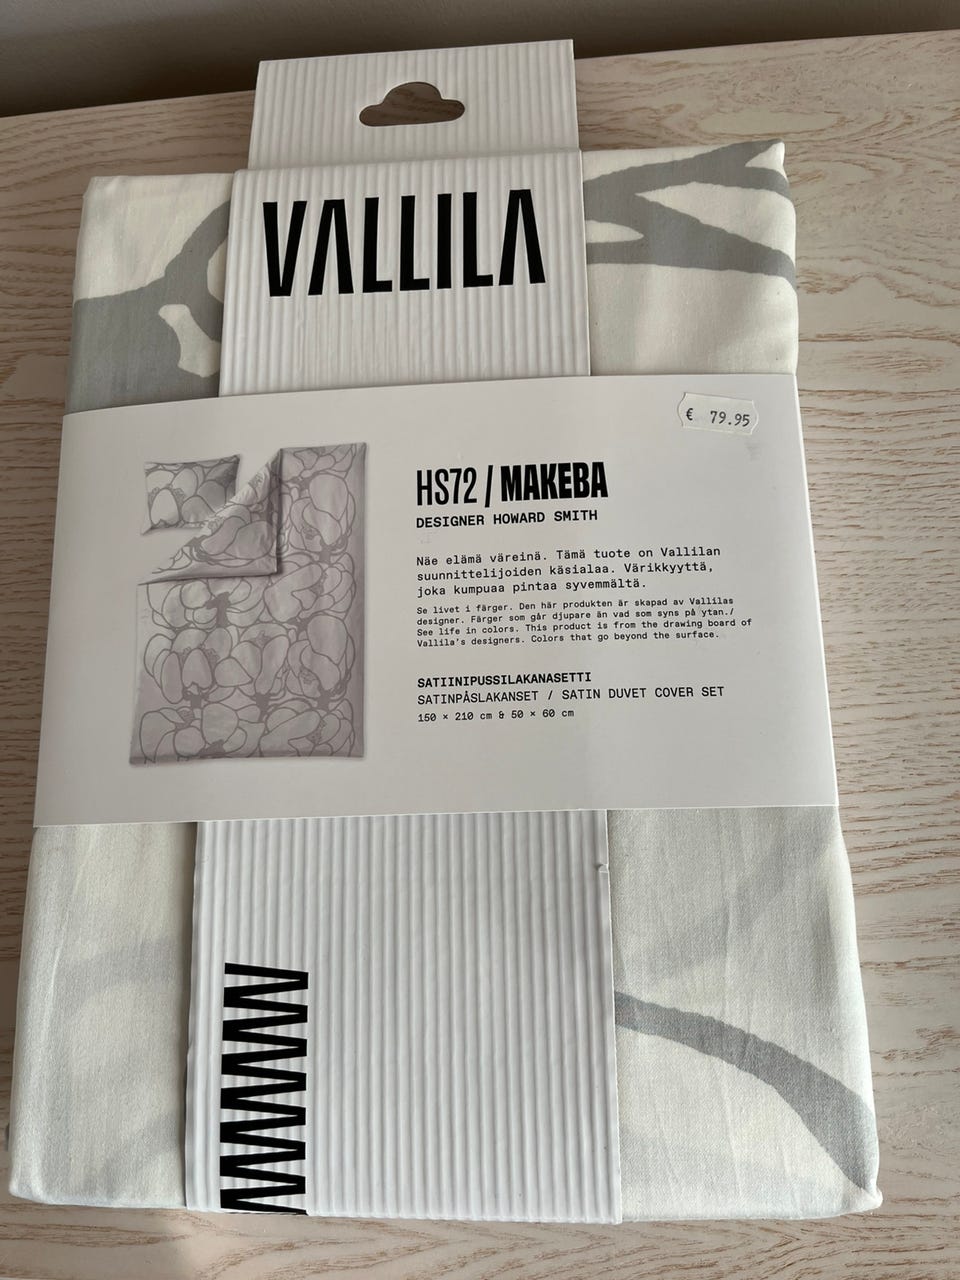 VALLILA
€ 79.95
HS72 / MAKEBA
DESIGNER HOWARD SMITH
Näe elämä väreinä. Tämä tuote on Vallilan
suunnittelijoiden käsialaa. Värikkyyttä,
joka kumpuaa pintaa syvemmältä.
Se livet i färger. Den här produkten är skapad av Vallilas
designer. Färger som går djupare än vad som syns på ytan./
See life in colors. This product is from the drawing board of
Vallila's designers. Colors that go beyond the surface.
SATIINIPUSSILAKANASETTI
SATINPÅSLAKANSET / SATIN DUVET COVER SET
150 × 210 cm & 50 × 60 cm